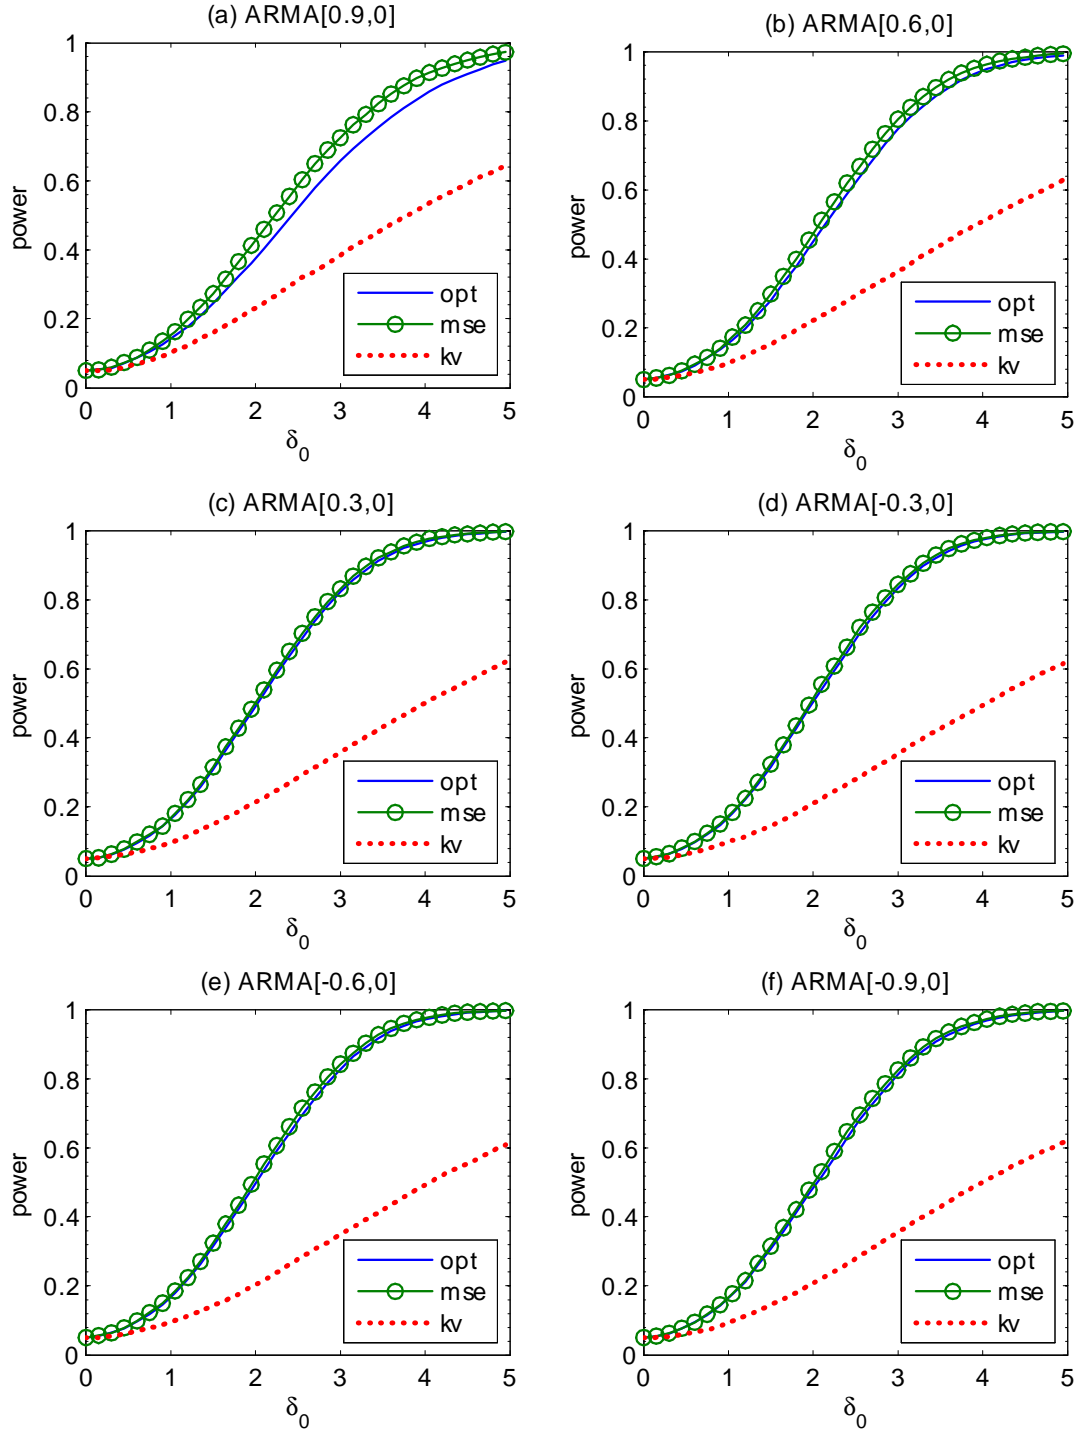 (a) ARMA[0.9,0]
1
0.8
0.6
0.4
0.2
0
power
opt
mse
kv
0 1 2 3 4 5
δ0
(b) ARMA[0.6,0]
1
0.8
0.6
0.4
0.2
0
power
opt
mse
kv
0 1 2 3 4 5
δ0
(c) ARMA[0.3,0]
1
0.8
0.6
0.4
0.2
0
power
opt
mse
kv
0 1 2 3 4 5
δ0
(d) ARMA[-0.3,0]
1
0.8
0.6
0.4
0.2
0
power
opt
mse
kv
0 1 2 3 4 5
δ0
(e) ARMA[-0.6,0]
1
0.8
0.6
0.4
0.2
0
power
opt
mse
kv
0 1 2 3 4 5
δ0
(f) ARMA[-0.9,0]
1
0.8
0.6
0.4
0.2
0
power
opt
mse
kv
0 1 2 3 4 5
δ0